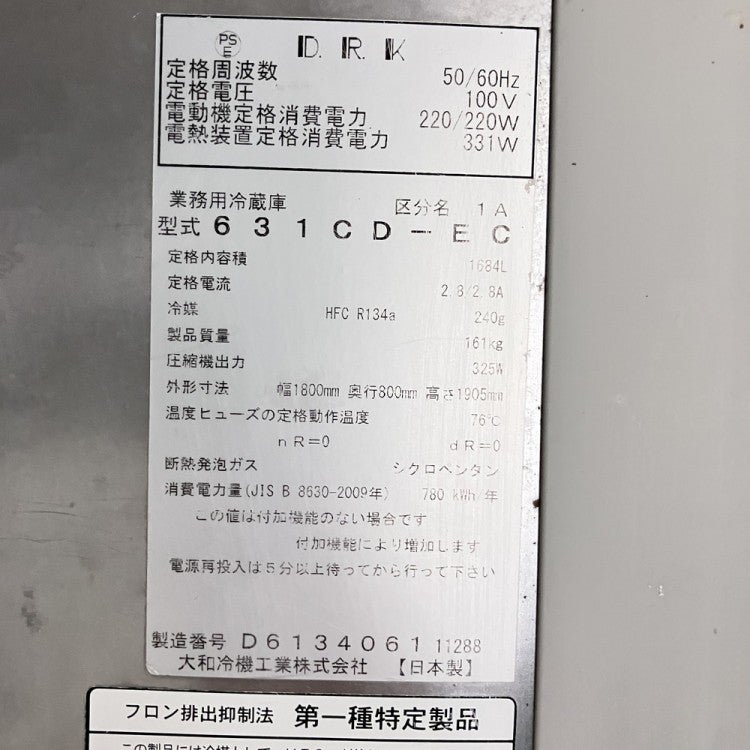 PS E D.R.K
定格周波数 50/60Hz
定格電圧 100V
電動機定格消費電力 220/220W
電熱装置定格消費電力 331W
業務用冷蔵庫 区分名 1A
型式 631CD-EC
定格内容積 1684L
定格電流 2.8/2.8A
冷媒 HFC R134a 240g
製品質量 161kg
圧縮機出力 325W
外形寸法 幅1800mm 奥行800mm 高さ1905mm
温度ヒューズの定格動作温度 76℃
nR=0 dR=0
断熱発泡ガス シクロペンタン
消費電力量(JIS B 8630-2009年) 780 kWh/年
この値は付加機能のない場合です
付加機能により増加します
電源再投入は5分以上待ってから行って下さい
製造番号 D6134061 11288
大和冷機工業株式会社 【日本製】
フロン排出抑制法 第一種特定製品